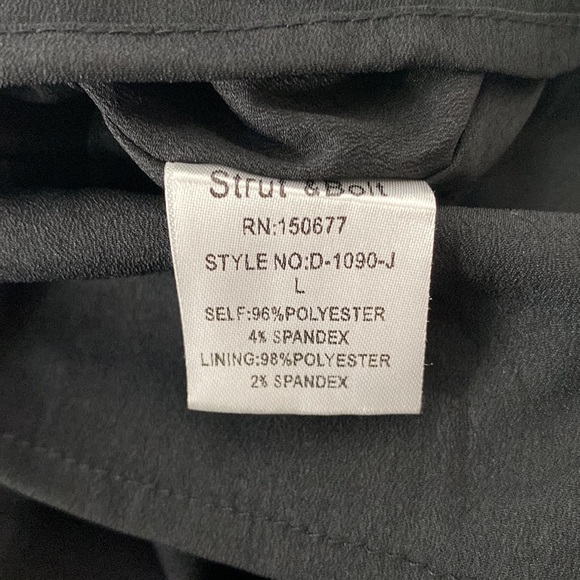 Strut & Bolt
RN:150677
STYLE NO:D-1090-J
L
SELF:96%POLYESTER
4% SPANDEX
LINING:98%POLYESTER
2% SPANDEX